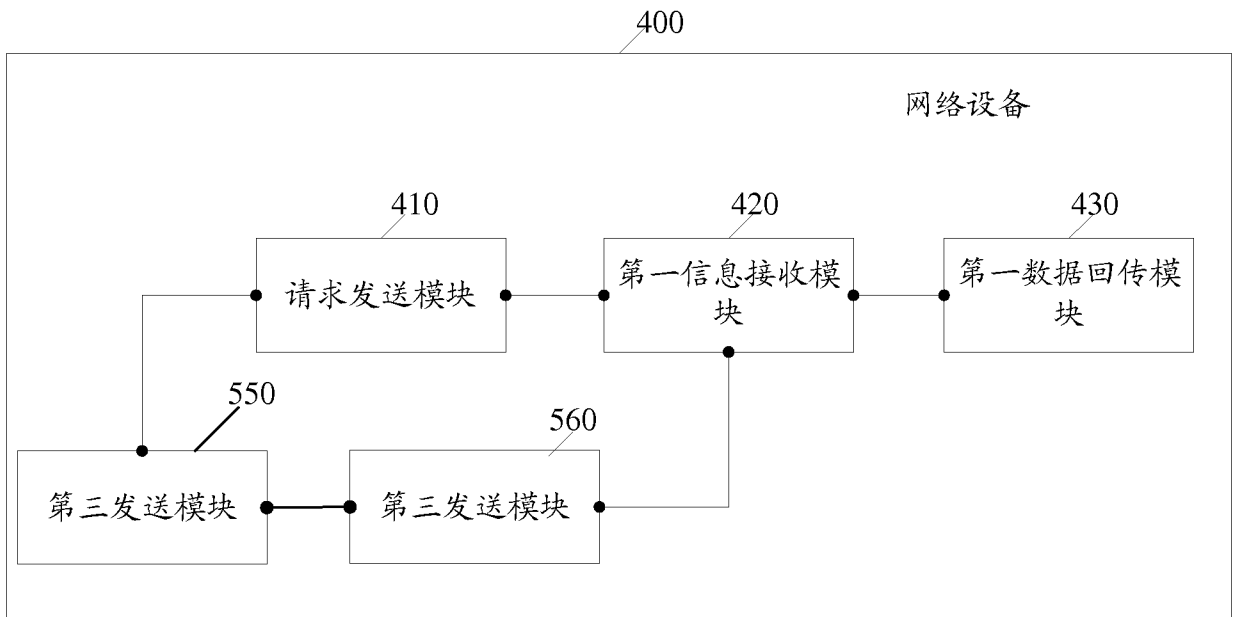 400
网络设备
410
420
430
请求发送模块
第一信息接收模
块
第一数据回传模
块
550
560
第三发送模块
第三发送模块